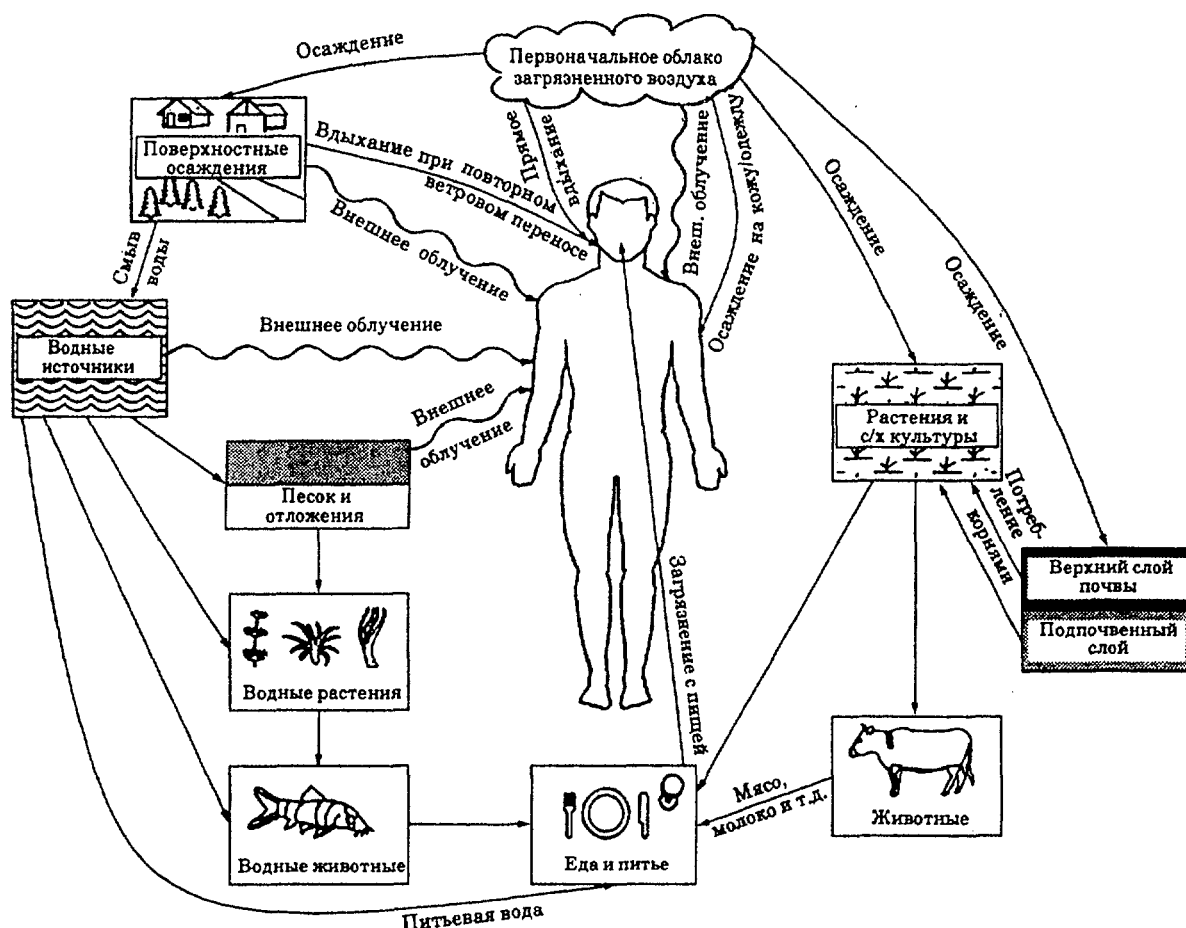 Осаждение
Первоначальное облако
загрязненного воздуха
Поверхностные
осаждения
Вдыхание при повторном
ветровом переносе
Прямое
вдыхание
Внеш. облучение
Осаждение на кожу/одежду
Осаждение
Осаждение
Внешнее облучение
Смыв
воды
Водные
источники
Внешнее облучение
Внешнее
облучение
Растения и
с/х культуры
Песок и
отложения
Потреб-
ление
корнями
Верхний слой
почвы
Подпочвенный
слой
Водные растения
Загрязнение с пищей
Мясо,
молоко и т.д.
Животные
Водные животные
Еда и питье
Питьевая вода